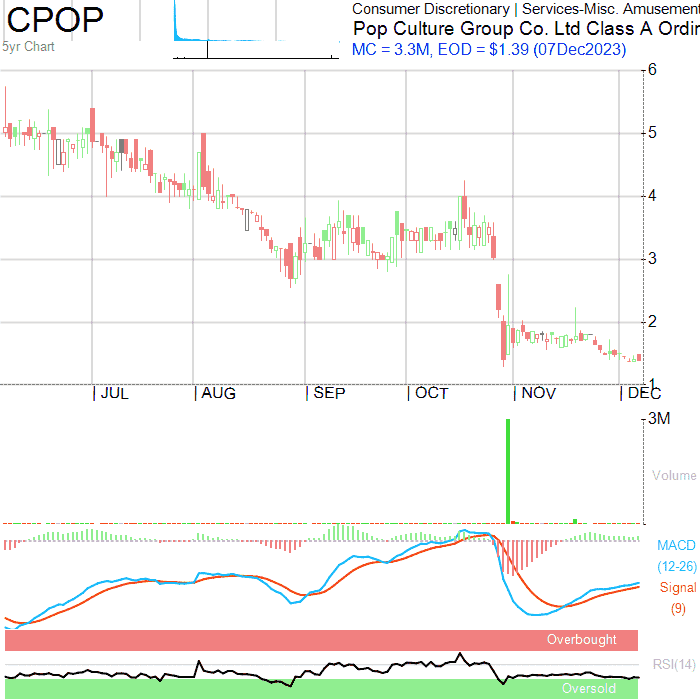 CPOP
5yr Chart
Consumer Discretionary | Services-Misc. Amusement
Pop Culture Group Co. Ltd Class A Ordin
MC = 3.3M, EOD = $1.39 (07Dec2023)
6
5
4
3
2
1
JUL AUG SEP OCT NOV DEC
3M
Volume
MACD
(12-26)
Signal
(9)
Overbought
RSI(14)
Oversold